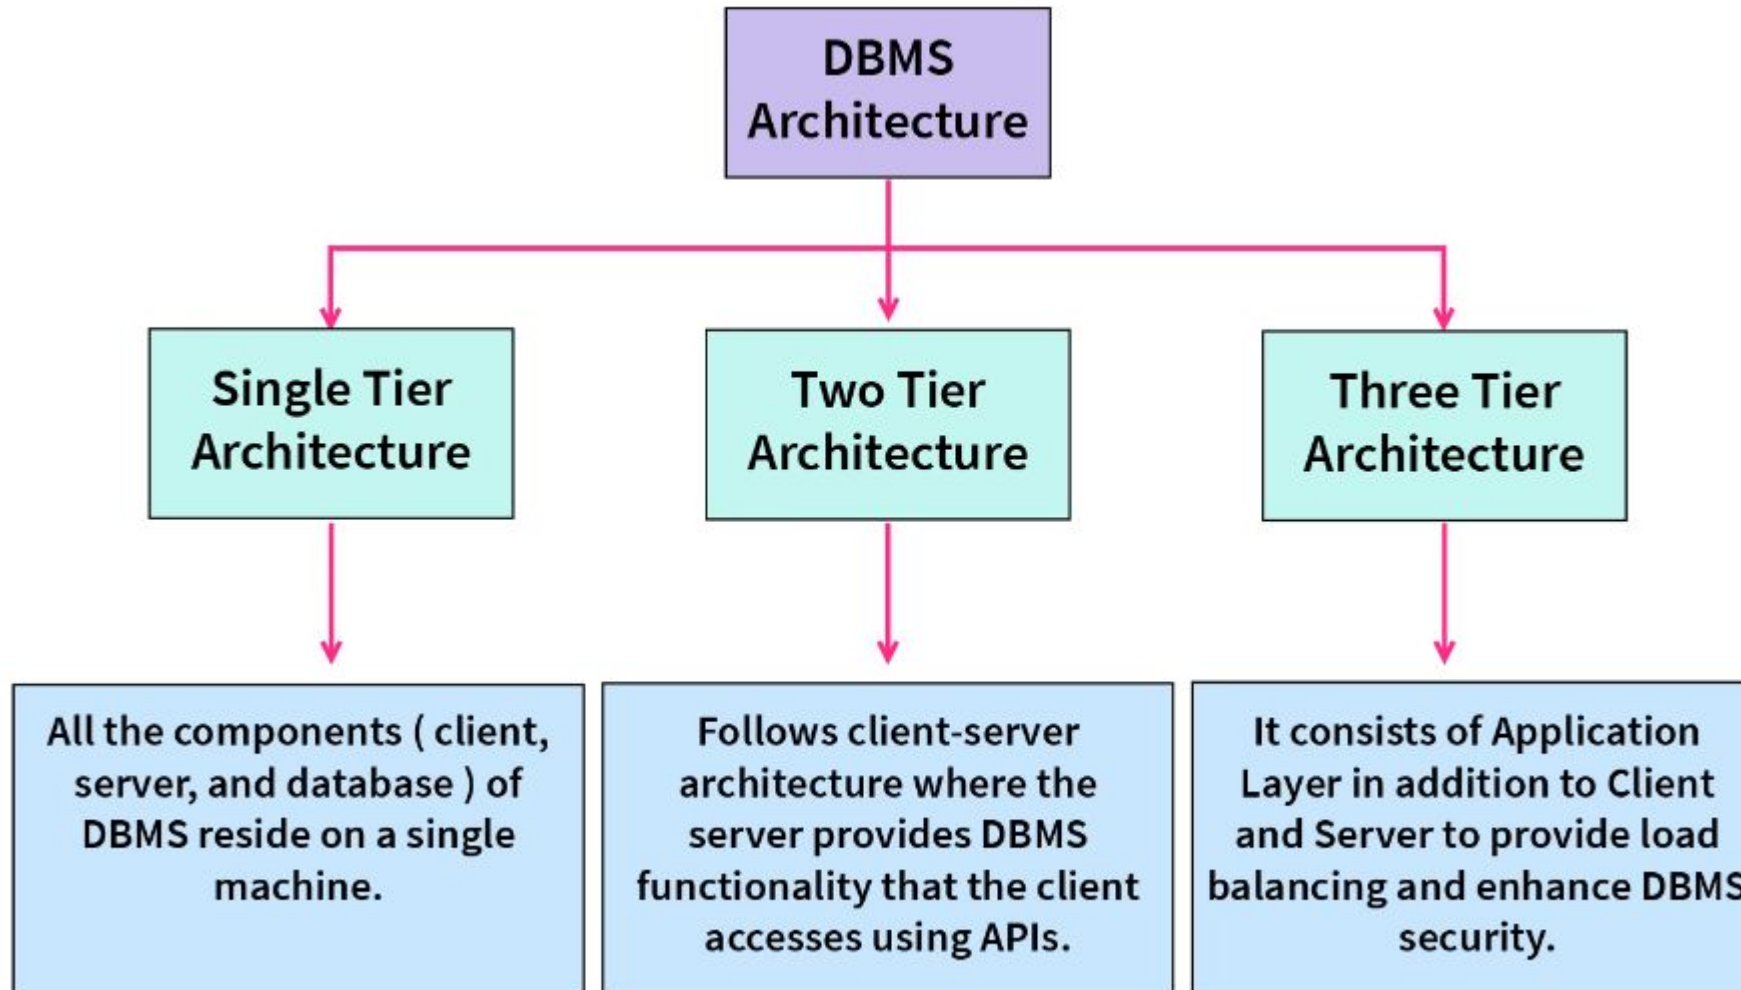 DBMS
Architecture
Single Tier
Architecture
Two Tier
Architecture
Three Tier
Architecture
All the components ( client,
server, and database ) of
DBMS reside on a single
machine.
Follows client-server
architecture where the
server provides DBMS
functionality that the client
accesses using APIs.
It consists of Application
Layer in addition to Client
and Server to provide load
balancing and enhance DBMS
security.